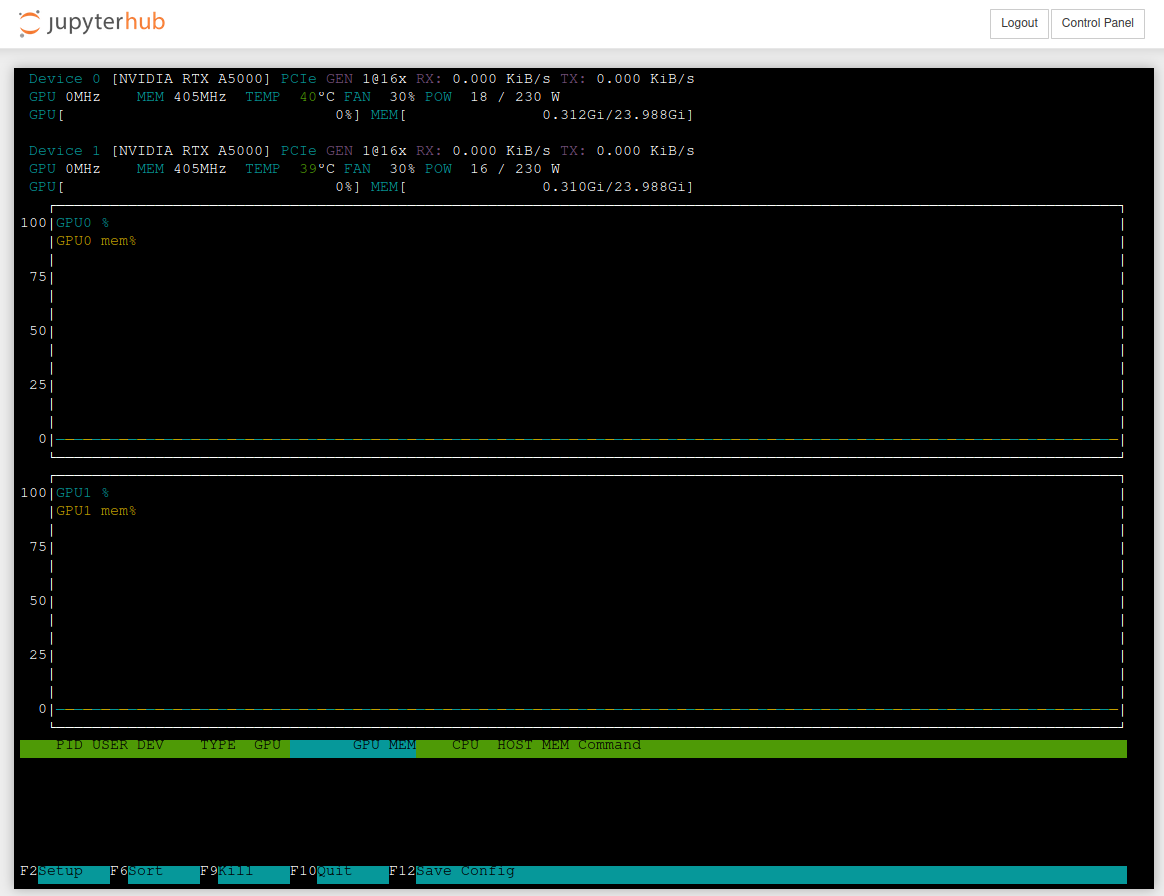 jupyterhub Logout Control Panel
Device 0 [NVIDIA RTX A5000] PCIe GEN 1@16x RX: 0.000 KiB/s TX: 0.000 KiB/s
GPU 0MHz MEM 405MHz TEMP 40°C FAN 30% POW 18 / 230 W
GPU[ 0%] MEM[ 0.312Gi/23.988Gi]
Device 1 [NVIDIA RTX A5000] PCIe GEN 1@16x RX: 0.000 KiB/s TX: 0.000 KiB/s
GPU 0MHz MEM 405MHz TEMP 39°C FAN 30% POW 16 / 230 W
GPU[ 0%] MEM[ 0.310Gi/23.988Gi]
100 GPU0 %
GPU0 mem%
75
50
25
0
100 GPU1 %
GPU1 mem%
75
50
25
0
PID USER DEV TYPE GPU GPU MEM CPU HOST MEM Command
F2Setup F6Sort F9Kill F10Quit F12Save Config